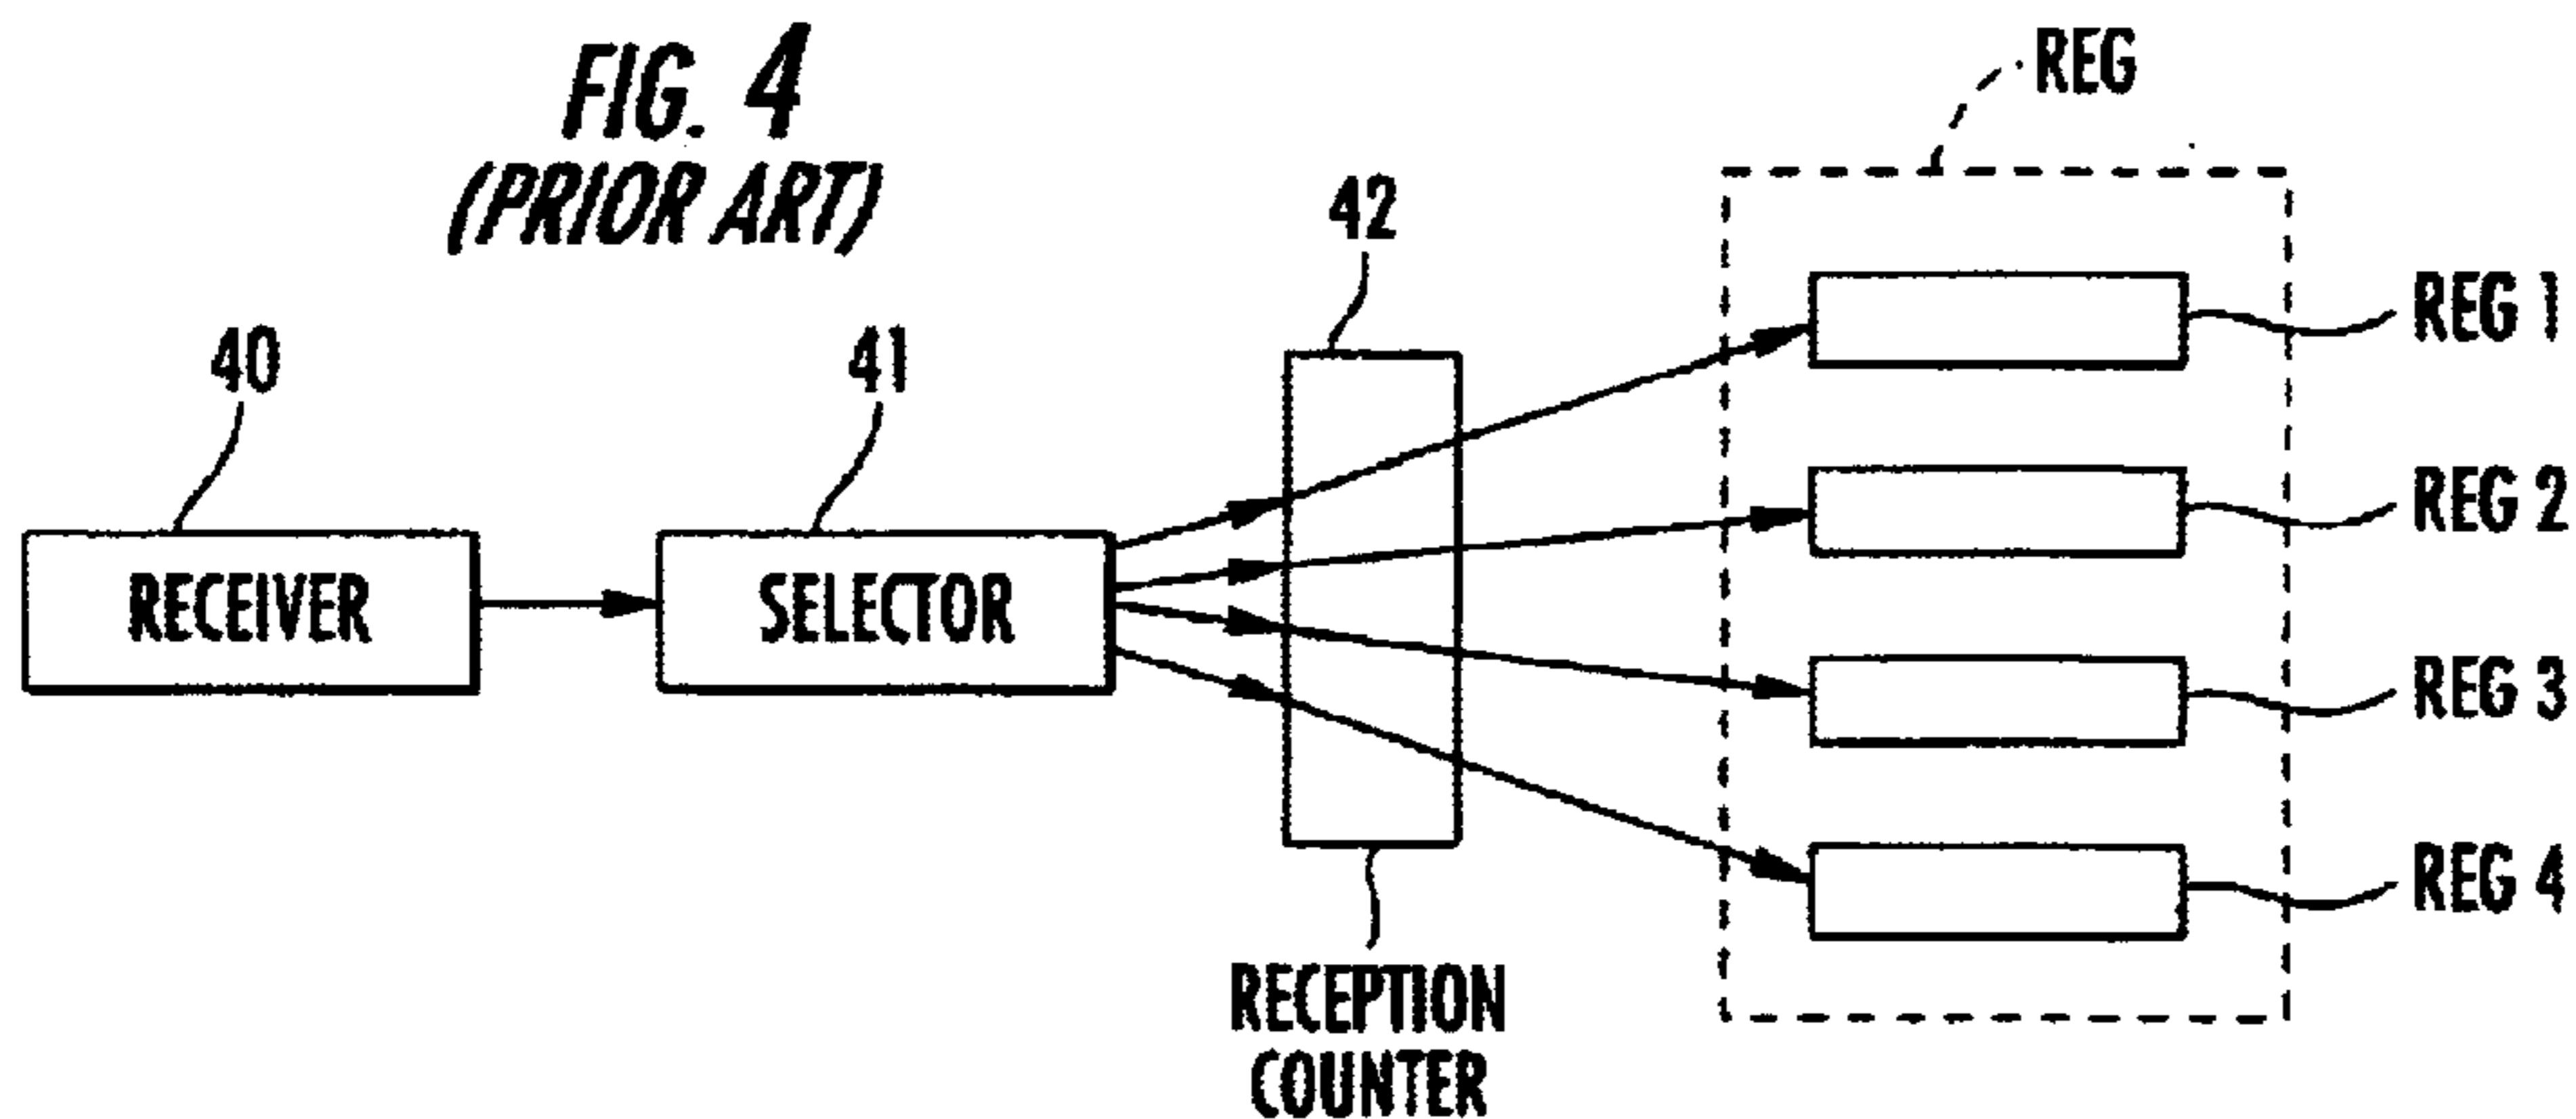 FIG. 4
(PRIOR ART)
REG
42
REG 1
40
41
REG 2
RECEIVER
SELECTOR
REG 3
REG 4
RECEPTION
COUNTER